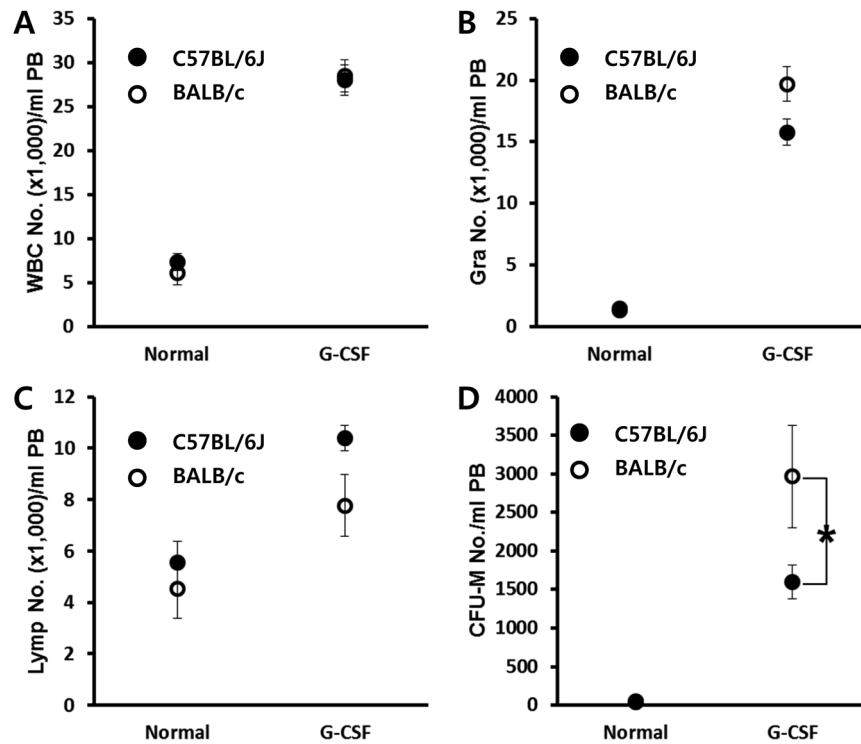 A
WBC No. (x1,000)/ml PB
35
30
25
20
15
10
5
0
C57BL/6J
BALB/c
Normal G-CSF
B
Gra No. (x1,000)/ml PB
25
20
15
10
5
0
C57BL/6J
BALB/c
Normal G-CSF
C
Lymp No. (x1,000)/ml PB
12
10
8
6
4
2
0
C57BL/6J
BALB/c
Normal G-CSF
D
CFU-M No./ml PB
4000
3500
3000
2500
2000
1500
1000
500
0
C57BL/6J
BALB/c
*
Normal G-CSF